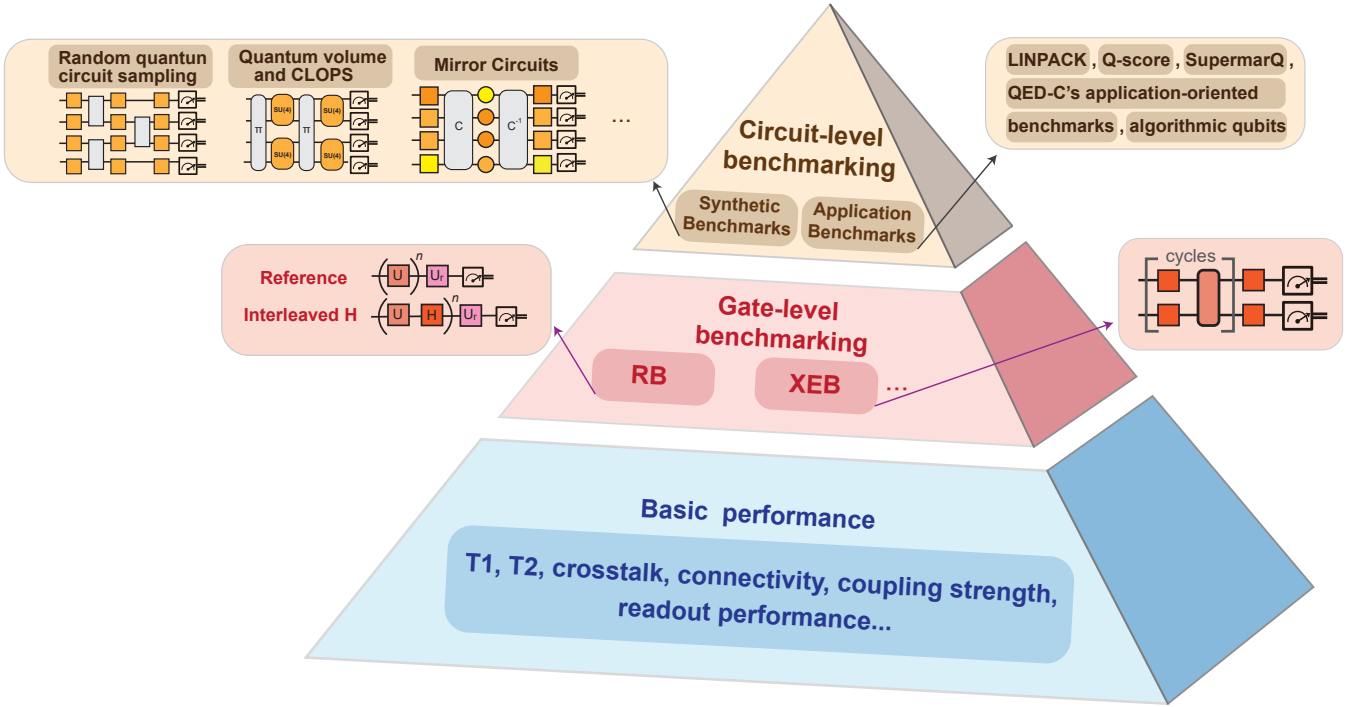 Random quantun
circuit sampling
Quantum volume
and CLOPS
π
SU(4)
SU(4)
π
SU(4)
SU(4)
Mirror Circuits
C
C⁻¹
...
LINPACK, Q-score, SupermarQ,
QED-C's application-oriented
benchmarks, algorithmic qubits
Circuit-level
benchmarking
Synthetic
Benchmarks
Application
Benchmarks
Reference
( U )ⁿ Uᵣ
Interleaved H
( U H )ⁿ Uᵣ
Gate-level
benchmarking
RB
XEB
...
cycles
Basic performance
T1, T2, crosstalk, connectivity, coupling strength,
readout performance...